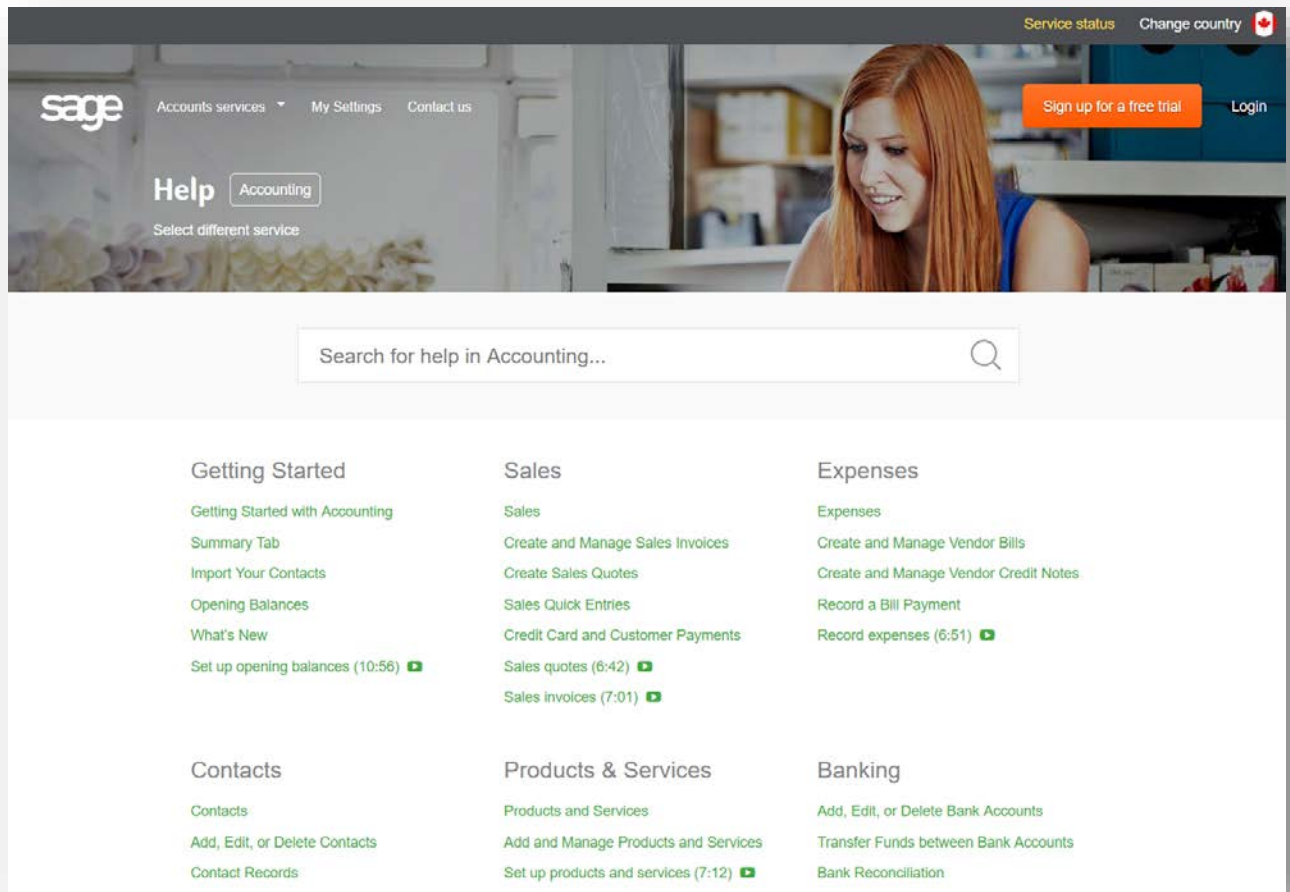 Service status Change country
sage Accounts services My Settings Contact us Sign up for a free trial Login
Help Accounting
Select different service
Search for help in Accounting...
Getting Started
Getting Started with Accounting
Summary Tab
Import Your Contacts
Opening Balances
What's New
Set up opening balances (10:56)
Sales
Sales
Create and Manage Sales Invoices
Create Sales Quotes
Sales Quick Entries
Credit Card and Customer Payments
Sales quotes (6:42)
Sales invoices (7:01)
Expenses
Expenses
Create and Manage Vendor Bills
Create and Manage Vendor Credit Notes
Record a Bill Payment
Record expenses (6:51)
Contacts
Contacts
Add, Edit, or Delete Contacts
Contact Records
Products & Services
Products and Services
Add and Manage Products and Services
Set up products and services (7:12)
Banking
Add, Edit, or Delete Bank Accounts
Transfer Funds between Bank Accounts
Bank Reconciliation